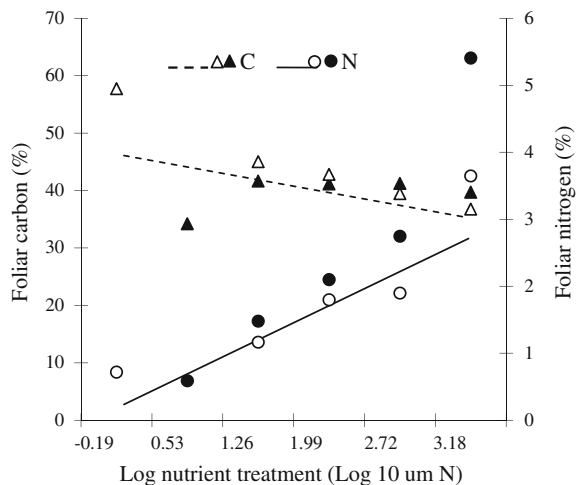 70
60
50
40
30
20
10
0
Foliar carbon (%)
C
N
6
5
4
3
2
1
0
Foliar nitrogen (%)
-0.19 0.53 1.26 1.99 2.72 3.18
Log nutrient treatment (Log 10 um N)